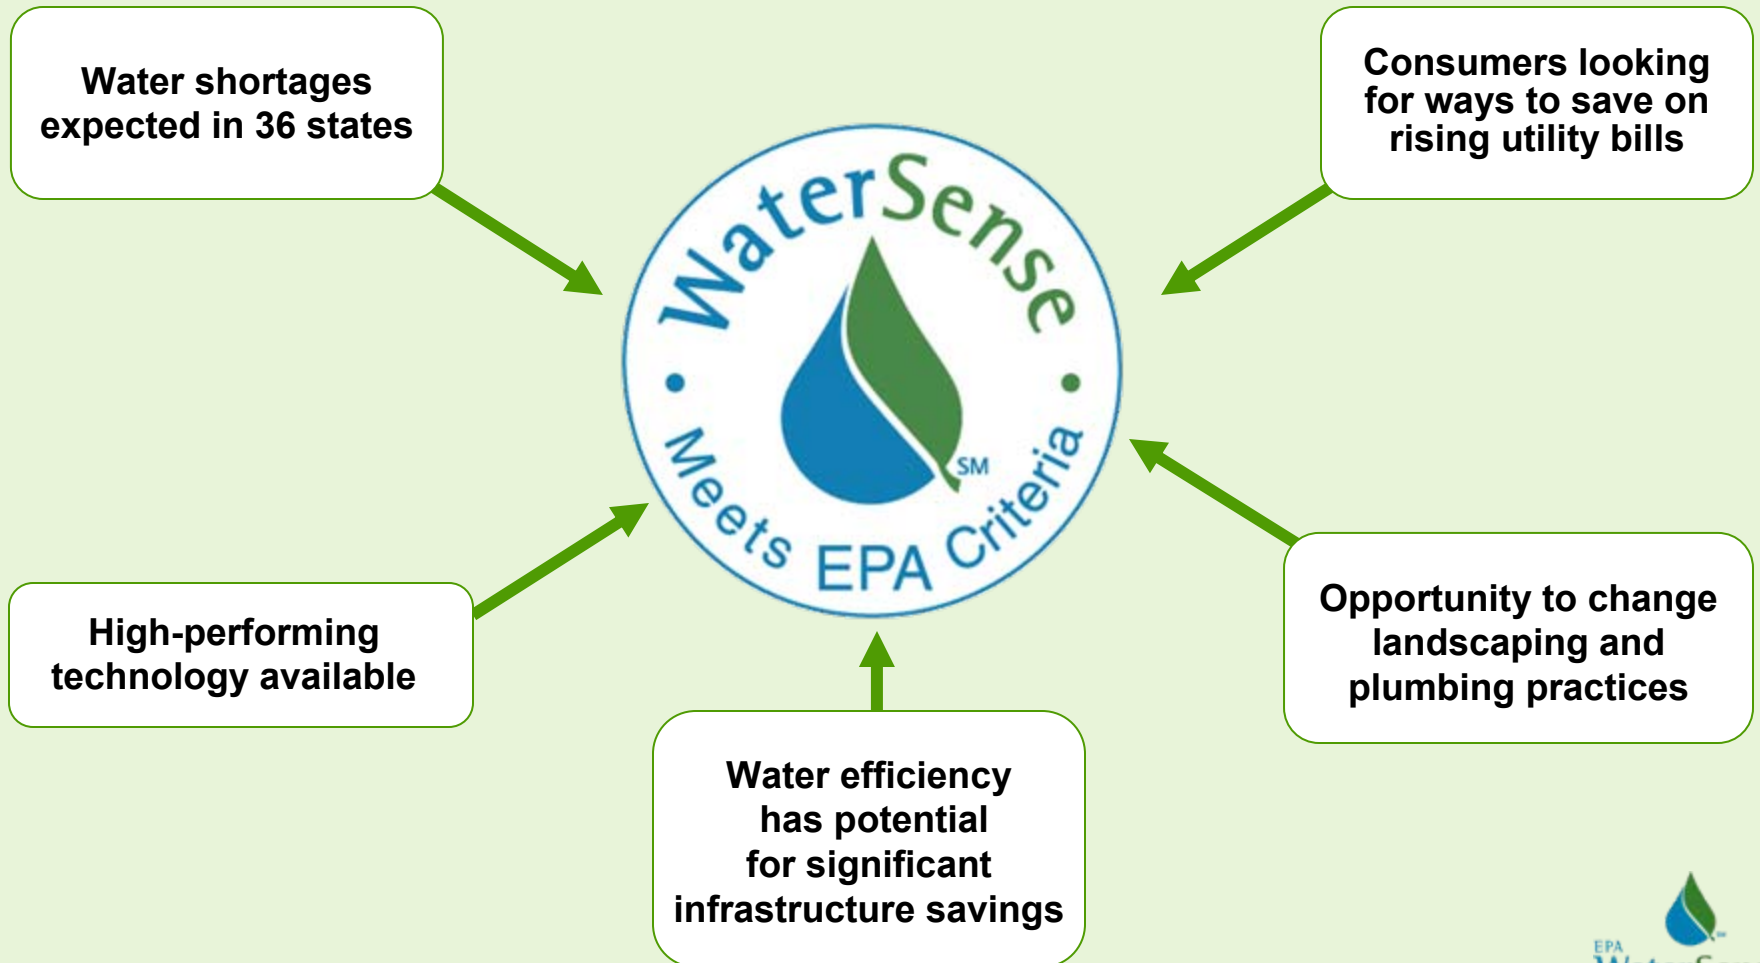 Water shortages
expected in 36 states
Consumers looking
for ways to save on
rising utility bills
WaterSense
SM
Meets EPA Criteria
High-performing
technology available
Opportunity to change
landscaping and
plumbing practices
Water efficiency
has potential
for significant
infrastructure savings
EPA